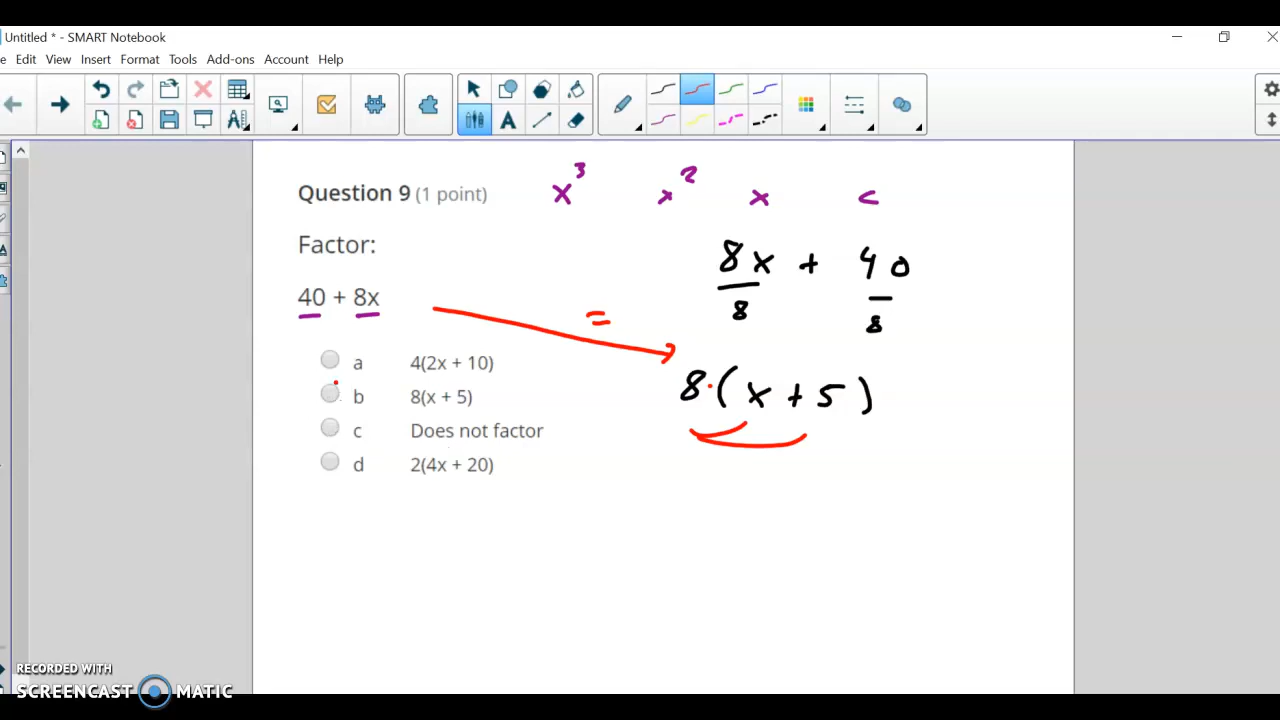 Untitled * - SMART Notebook
e Edit View Insert Format Tools Add-ons Account Help
Question 9 (1 point)
x³ x² x c
Factor:
8x + 40
8 8
40 + 8x
=
8·(x + 5)
a 4(2x + 10)
b 8(x + 5)
c Does not factor
d 2(4x + 20)
RECORDED WITH
SCREENCAST MATIC